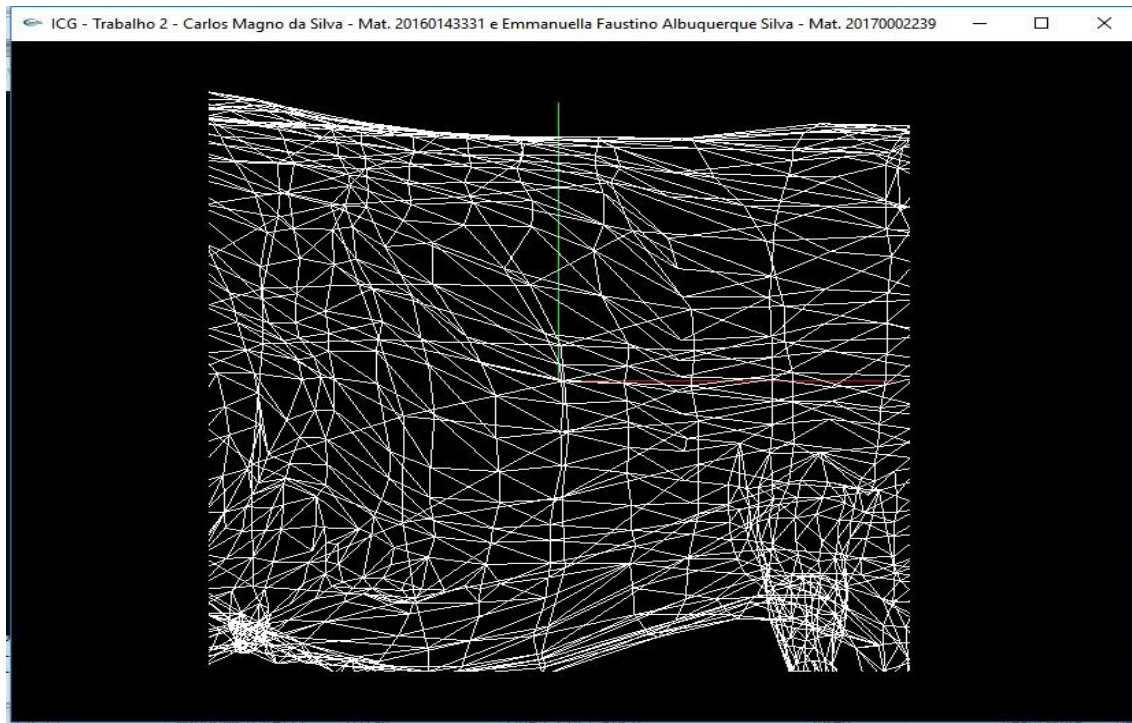 ICG - Trabalho 2 - Carlos Magno da Silva - Mat. 20160143331 e Emmanuella Faustino Albuquerque Silva - Mat. 20170002239